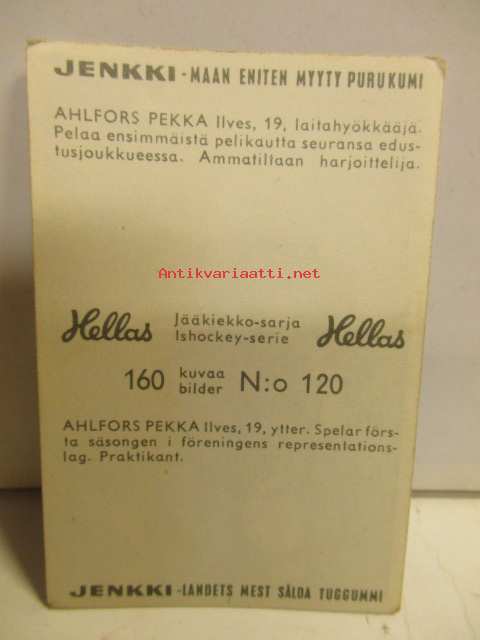 JENKKI - MAAN ENITEN MYYTY PURUKUMI
AHLFORS PEKKA Ilves, 19, laitahyökkääjä.
Pelaa ensimmäistä pelikautta seuransa edus-
tusjoukkueessa. Ammatiltaan harjoittelija.
Antikvariaatti.net
Hellas Jääkiekko-sarja Hellas
Ishockey-serie
160 kuvaa N:o 120
bilder
AHLFORS PEKKA Ilves, 19, ytter. Spelar förs-
ta säsongen i föreningens representations-
lag. Praktikant.
JENKKI - LANDETS MEST SÅLDA TUGGUMMI